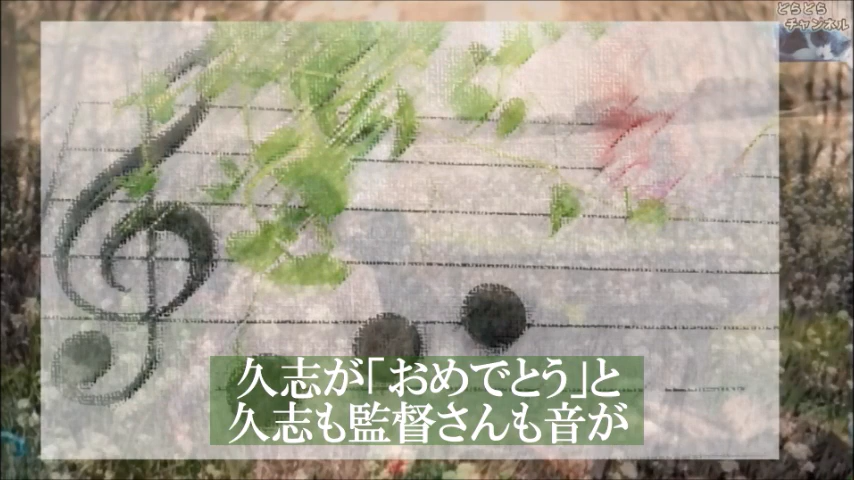 どらどら
チャンネル
久志が「おめでとう」と
久志も監督さんも音が